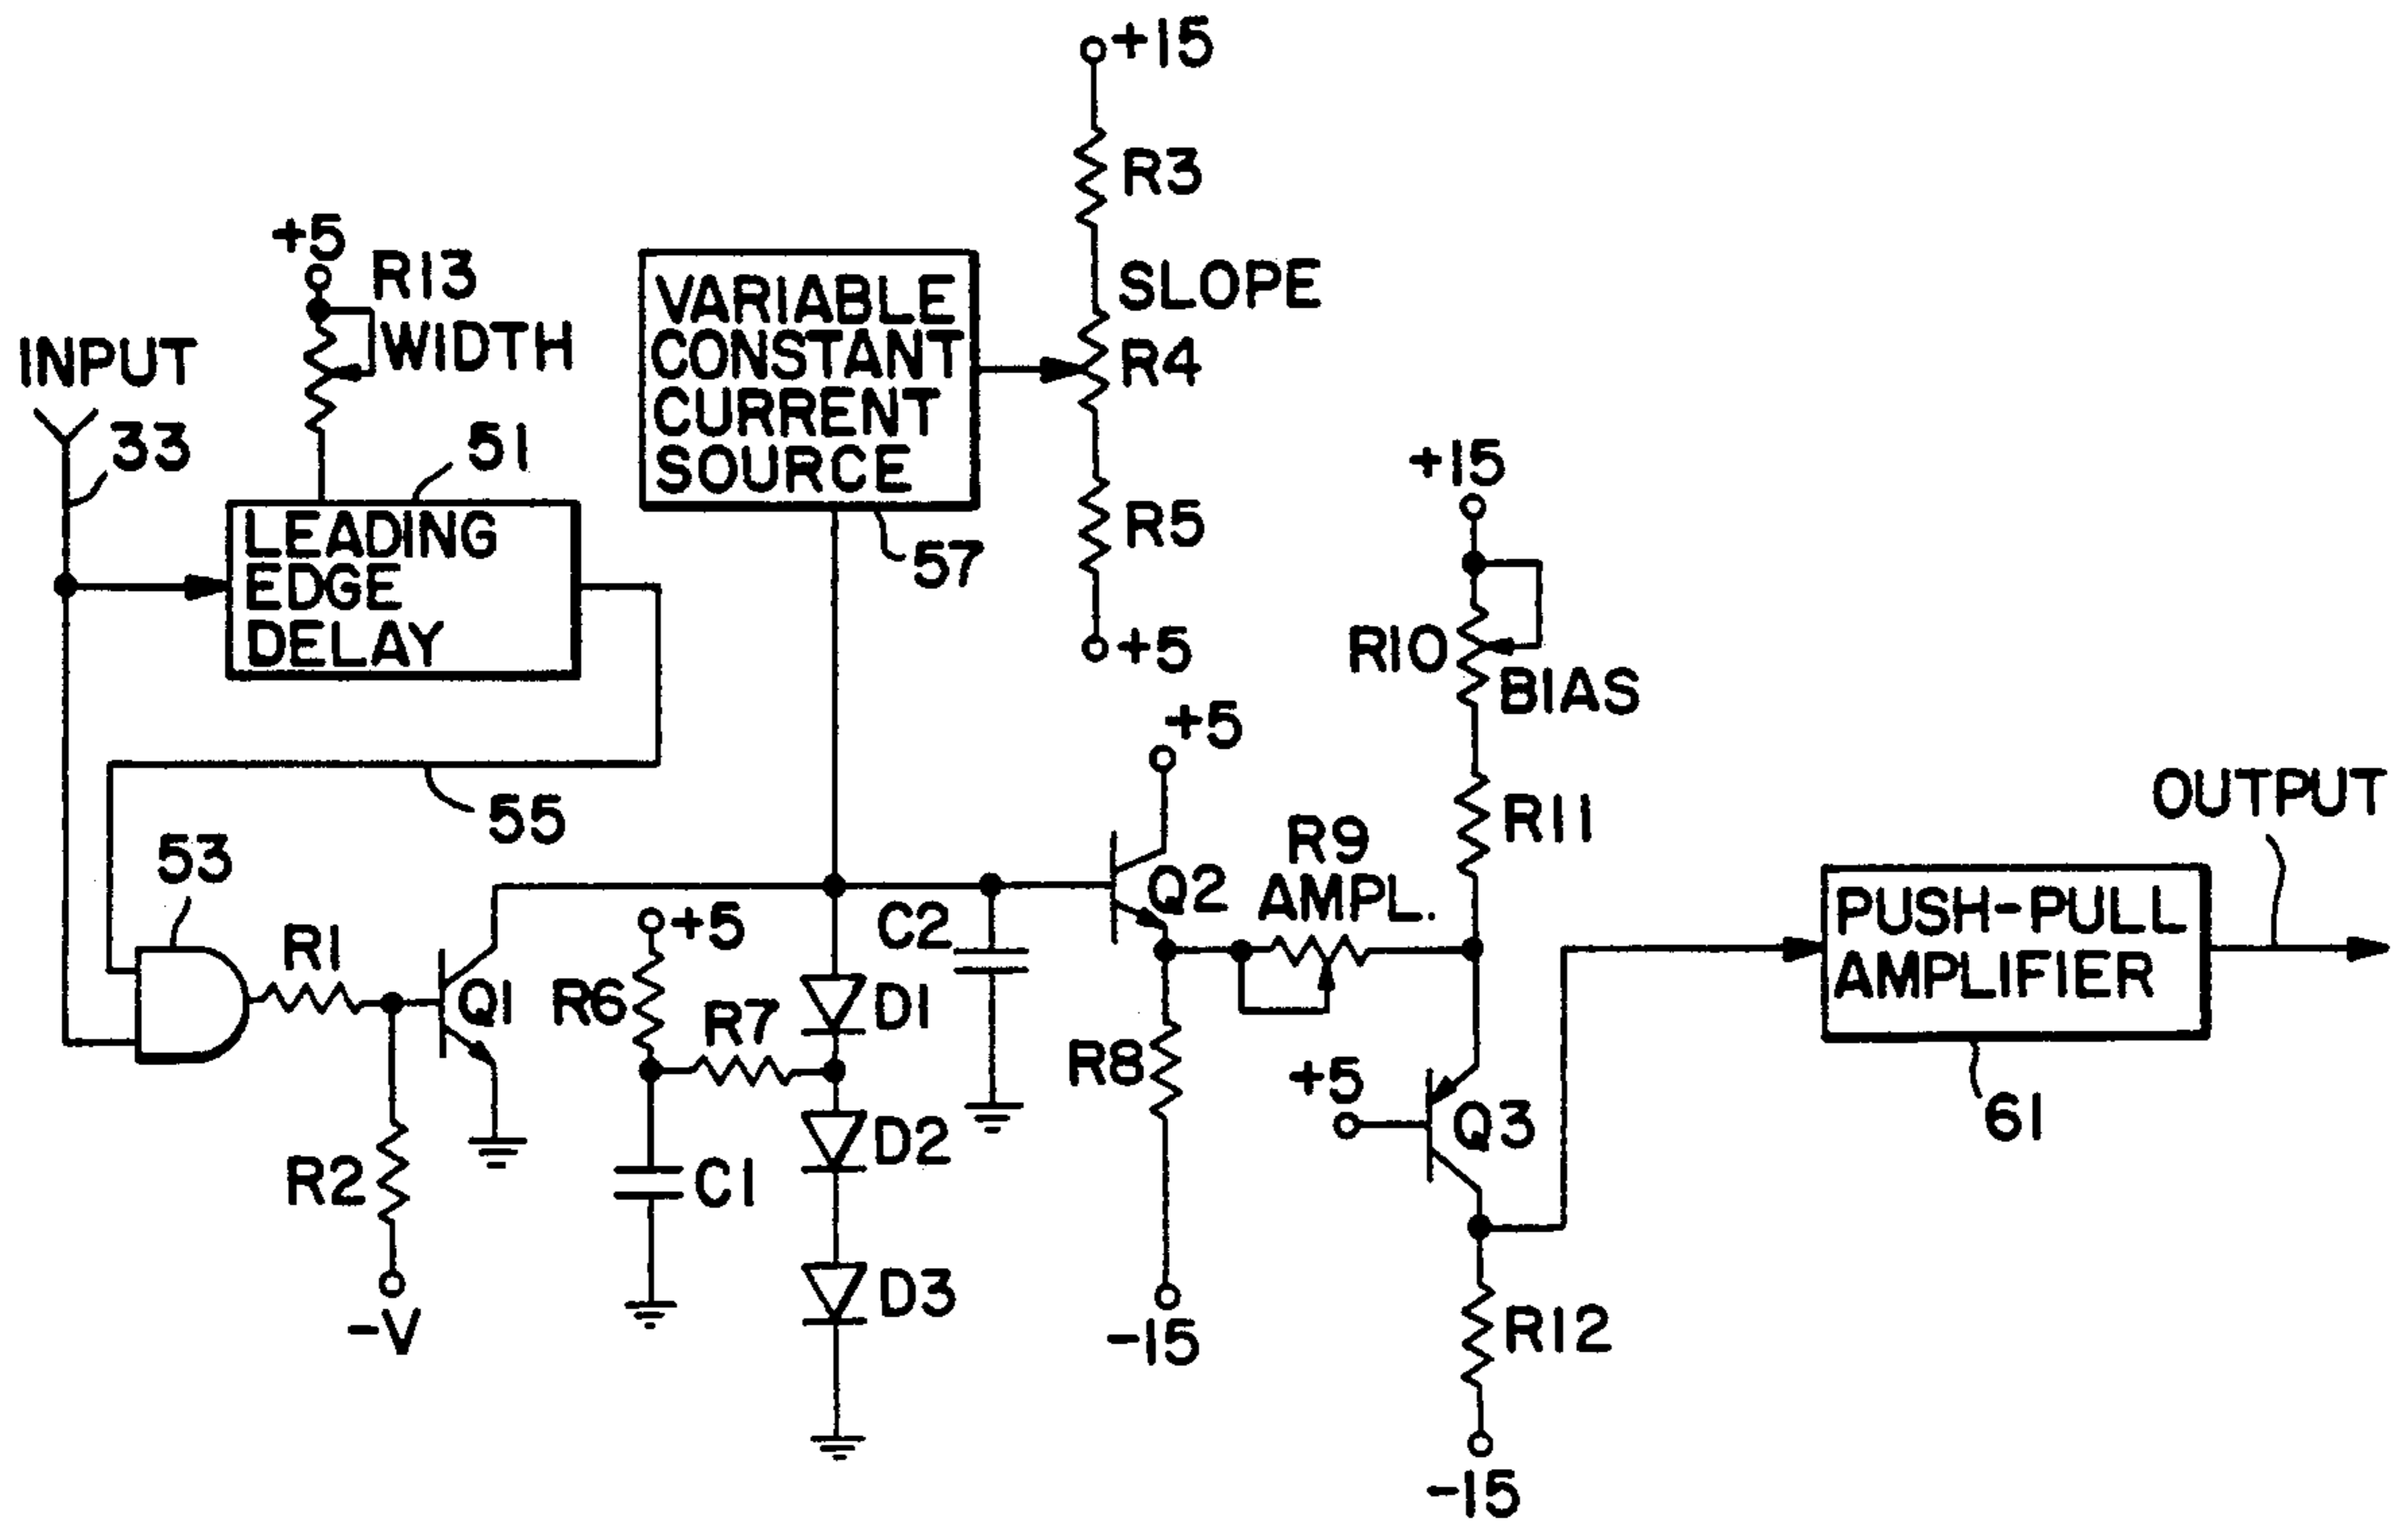 +15
R3
+5
R13
WIDTH
VARIABLE
CONSTANT
CURRENT
SOURCE
SLOPE
R4
INPUT
33
51
LEADING
EDGE
DELAY
57
R5
+5
+15
R10
BIAS
+5
55
53
R1
Q1
R2
-V
+5
R6
R7
C1
C2
D1
D2
D3
Q2
R9
AMPL.
R8
-15
R11
+5
Q3
R12
-15
OUTPUT
PUSH-PULL
AMPLIFIER
61